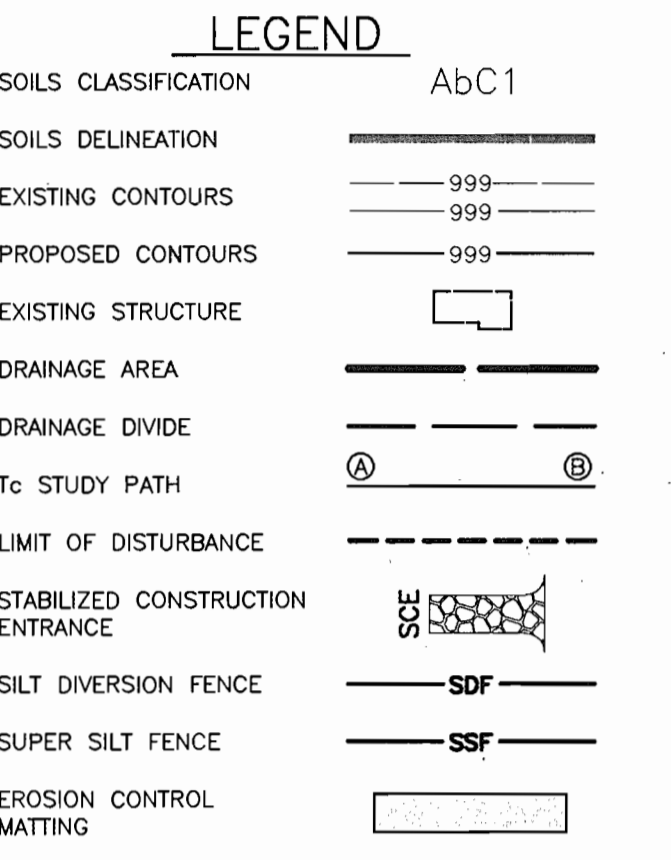 LEGEND
SOILS CLASSIFICATION AbC1
SOILS DELINEATION
EXISTING CONTOURS 999
999
PROPOSED CONTOURS 999
EXISTING STRUCTURE
DRAINAGE AREA
DRAINAGE DIVIDE
A B
Tc STUDY PATH
LIMIT OF DISTURBANCE
STABILIZED CONSTRUCTION
ENTRANCE
SCE
SILT DIVERSION FENCE SDF
SUPER SILT FENCE SSF
EROSION CONTROL
MATTING